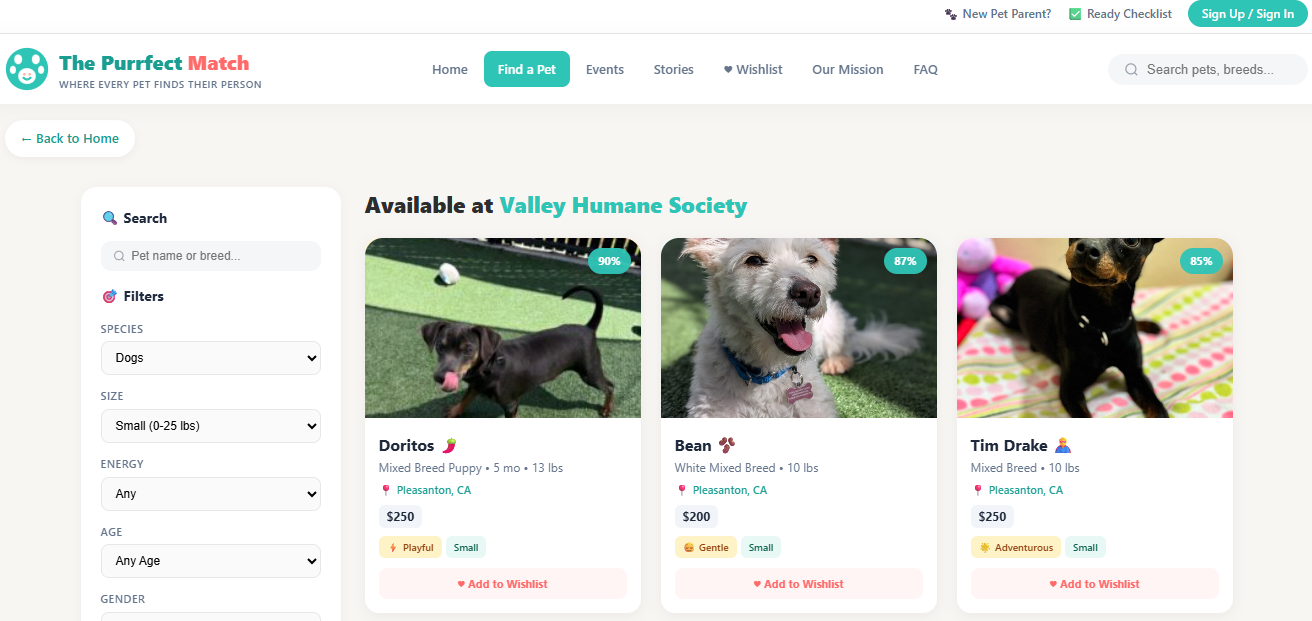 🐾 New Pet Parent?
✅ Ready Checklist
Sign Up / Sign In
The Purrfect Match
WHERE EVERY PET FINDS THEIR PERSON
Home
Find a Pet
Events
Stories
♥ Wishlist
Our Mission
FAQ
Search pets, breeds...
← Back to Home
🔍 Search
Pet name or breed...
🎯 Filters
SPECIES
Dogs
SIZE
Small (0-25 lbs)
ENERGY
Any
AGE
Any Age
GENDER
Available at Valley Humane Society
90%
Doritos 🌶️
Mixed Breed Puppy • 5 mo • 13 lbs
📍 Pleasanton, CA
$250
⚡ Playful
Small
♥ Add to Wishlist
87%
Bean 🫘
White Mixed Breed • 10 lbs
📍 Pleasanton, CA
$200
🤗 Gentle
Small
♥ Add to Wishlist
85%
Tim Drake 🦸‍♂️
Mixed Breed • 10 lbs
📍 Pleasanton, CA
$250
☀️ Adventurous
Small
♥ Add to Wishlist